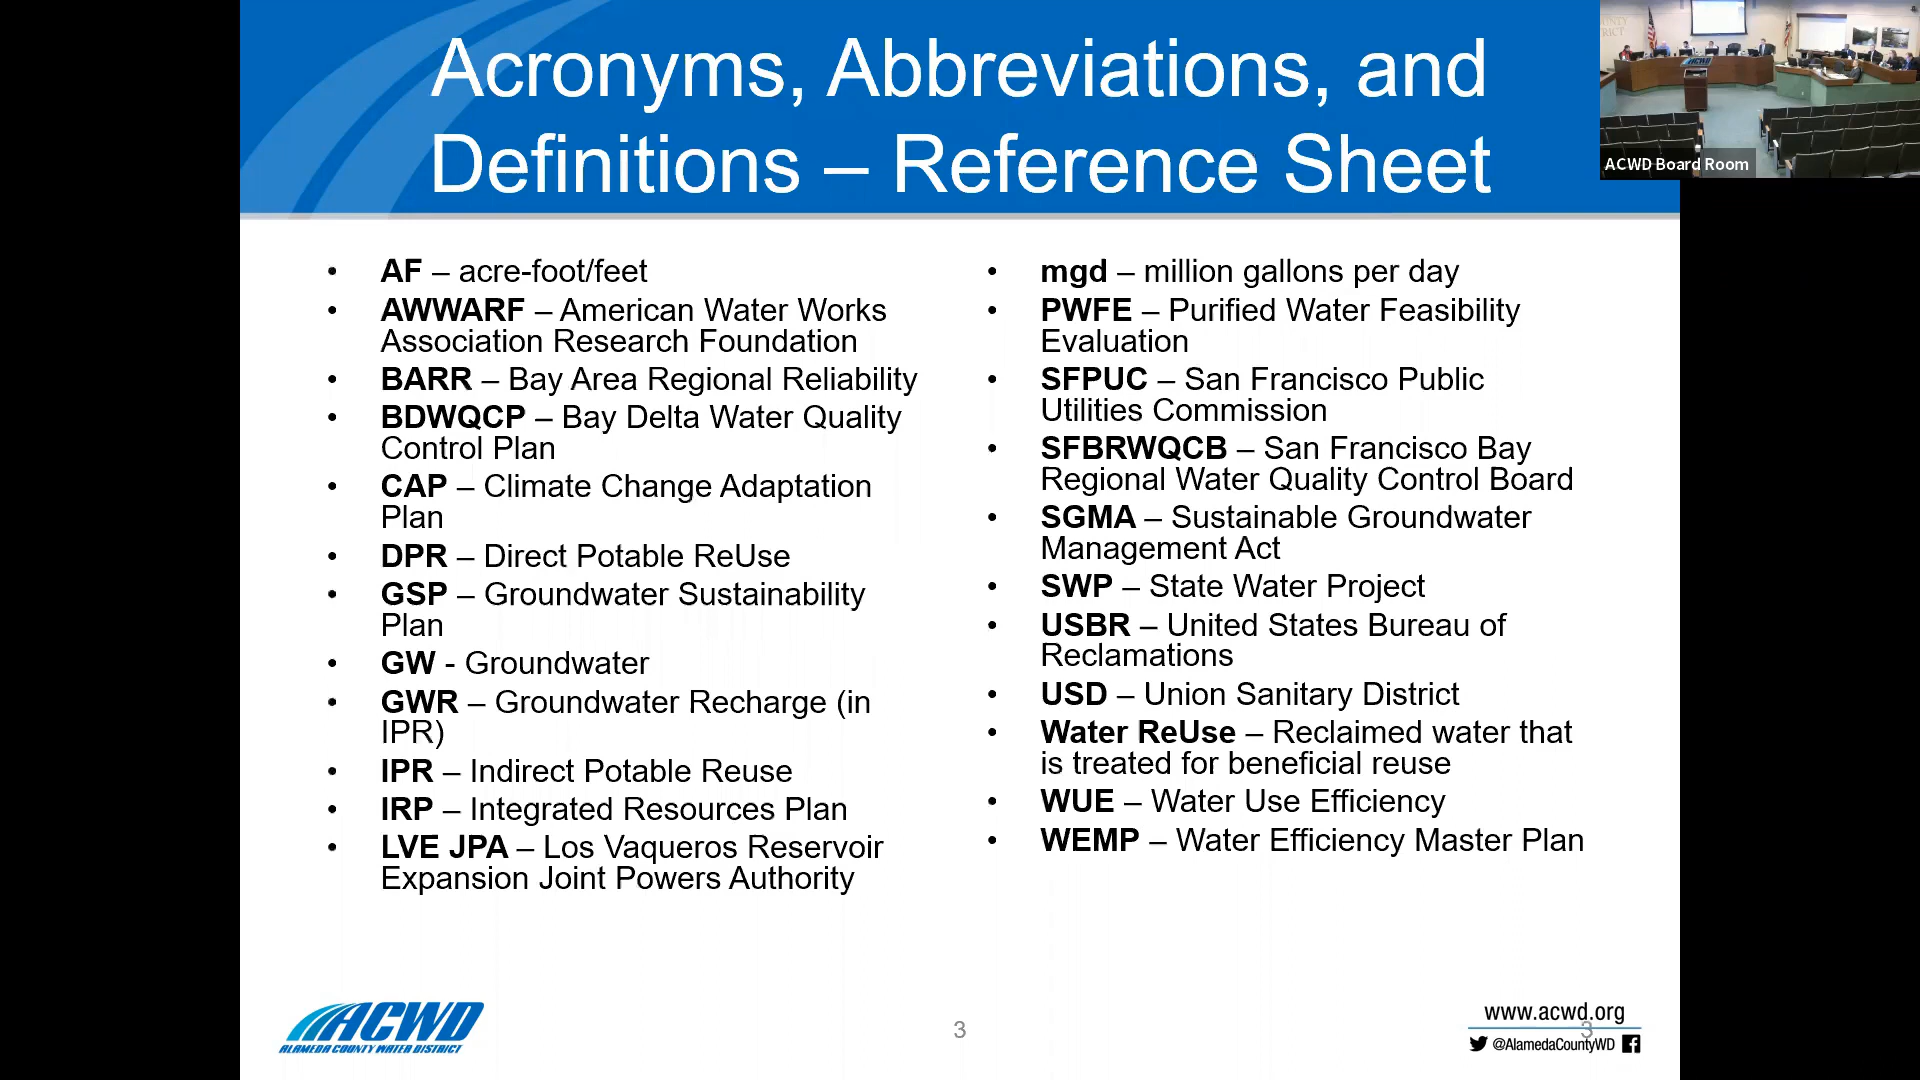 Acronyms, Abbreviations, and
Definitions – Reference Sheet
ACWD Board Room
• AF – acre-foot/feet
• AWWARF – American Water Works
Association Research Foundation
• BARR – Bay Area Regional Reliability
• BDWQCP – Bay Delta Water Quality
Control Plan
• CAP – Climate Change Adaptation
Plan
• DPR – Direct Potable ReUse
• GSP – Groundwater Sustainability
Plan
• GW - Groundwater
• GWR – Groundwater Recharge (in
IPR)
• IPR – Indirect Potable Reuse
• IRP – Integrated Resources Plan
• LVE JPA – Los Vaqueros Reservoir
Expansion Joint Powers Authority
• mgd – million gallons per day
• PWFE – Purified Water Feasibility
Evaluation
• SFPUC – San Francisco Public
Utilities Commission
• SFBRWQCB – San Francisco Bay
Regional Water Quality Control Board
• SGMA – Sustainable Groundwater
Management Act
• SWP – State Water Project
• USBR – United States Bureau of
Reclamations
• USD – Union Sanitary District
• Water ReUse – Reclaimed water that
is treated for beneficial reuse
• WUE – Water Use Efficiency
• WEMP – Water Efficiency Master Plan
ACWD
ALAMEDA COUNTY WATER DISTRICT
3
www.acwd.org
3
@AlamedaCountyWD